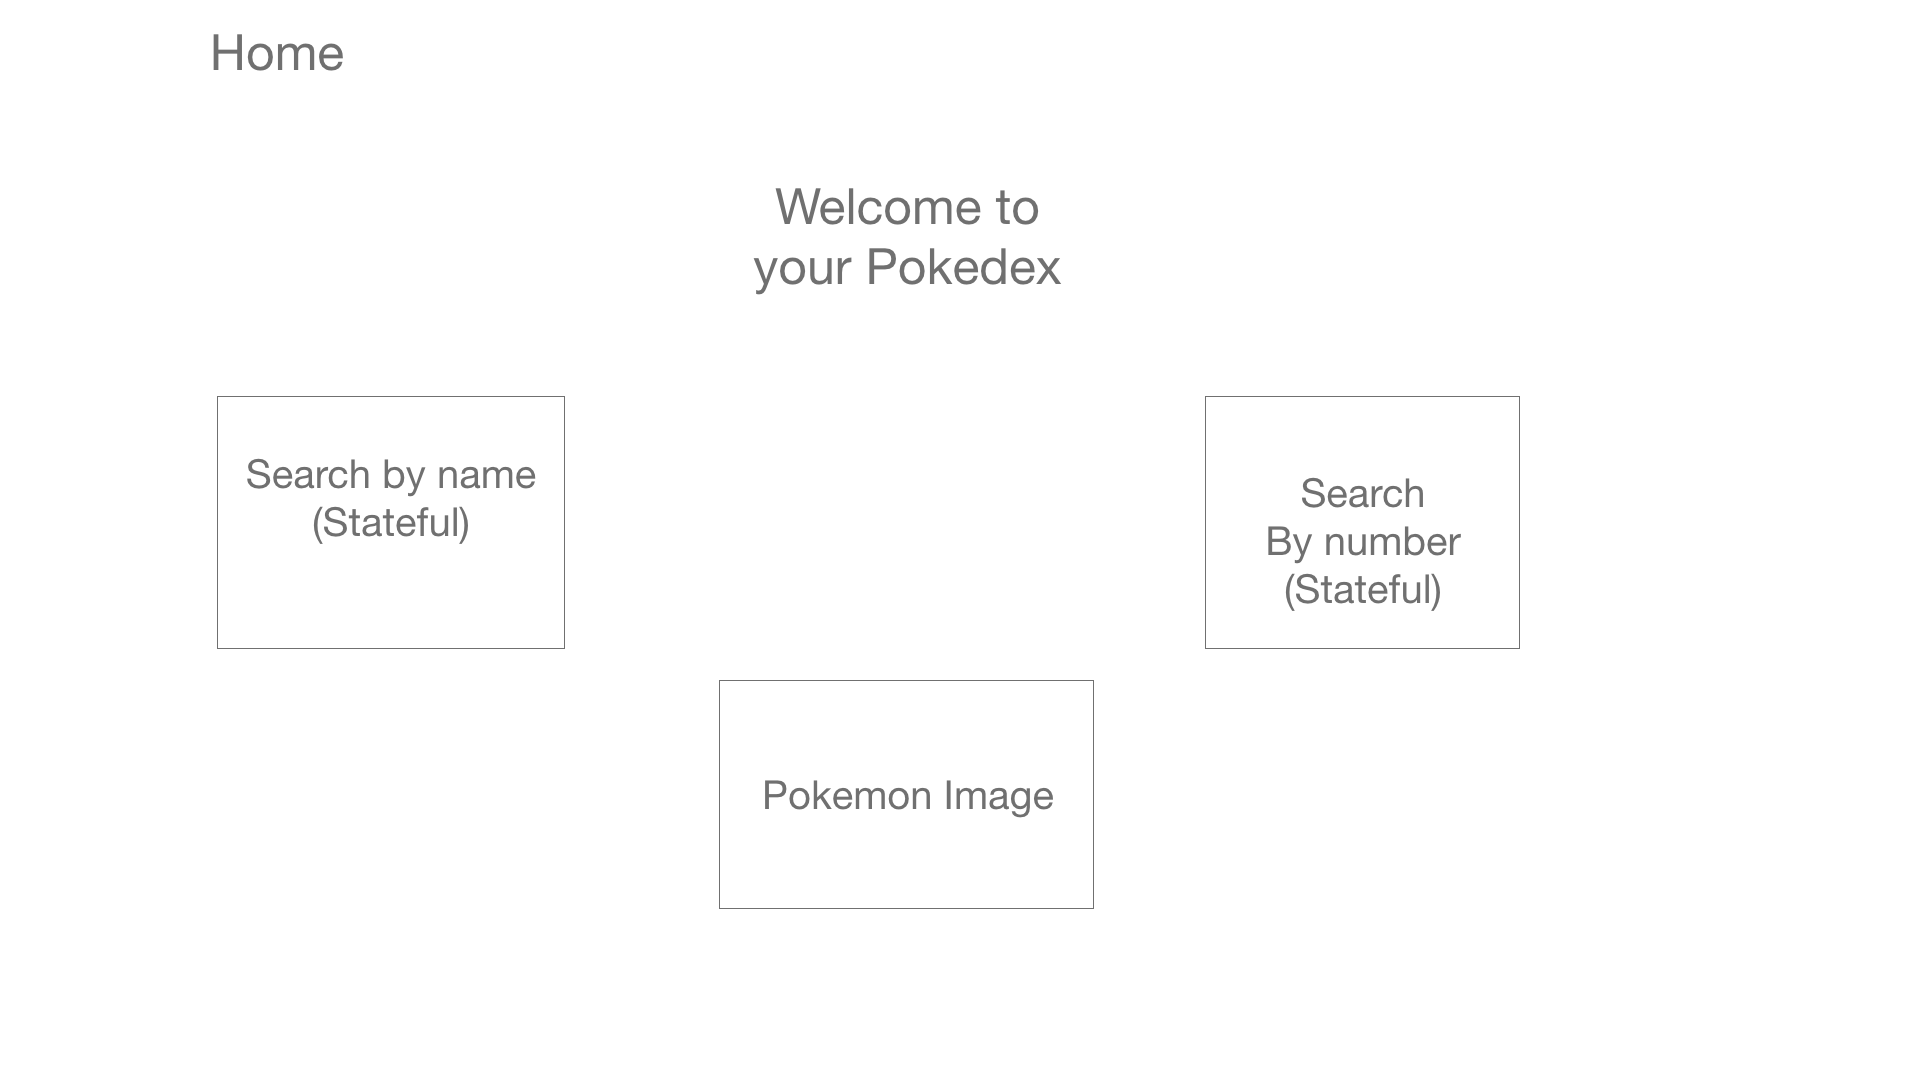 Home
Welcome to
your Pokedex
Search by name
(Stateful)
Search
By number
(Stateful)
Pokemon Image